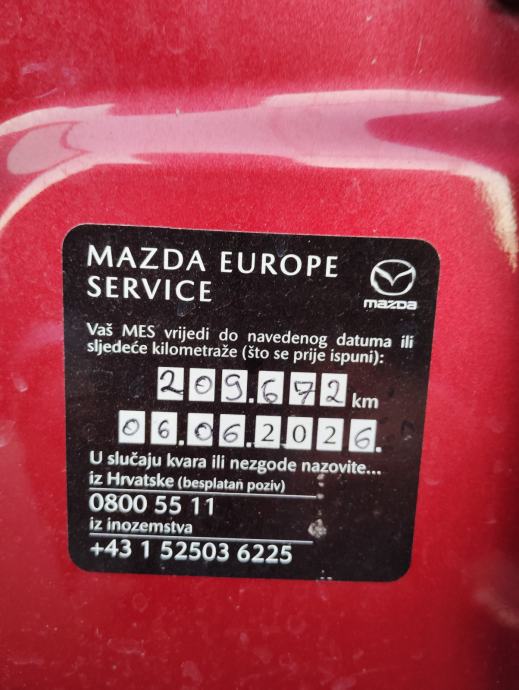 MAZDA EUROPE
SERVICE
mazda
Vaš MES vrijedi do navedenog datuma ili
sljedeće kilometraže (što se prije ispuni):
209.672 km
06.06.2026.
U slučaju kvara ili nezgode nazovite...
iz Hrvatske (besplatan poziv)
0800 55 11
iz inozemstva
+43 1 52503 6225